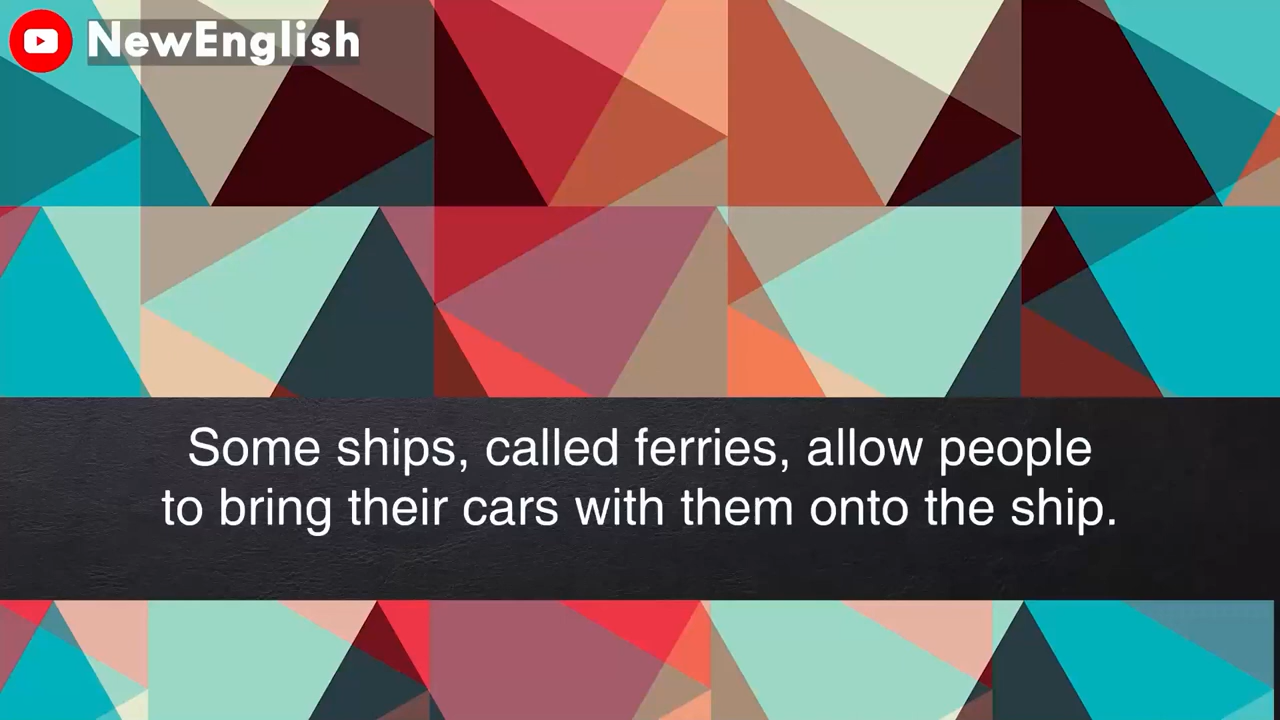 NewEnglish
Some ships, called ferries, allow people
to bring their cars with them onto the ship.